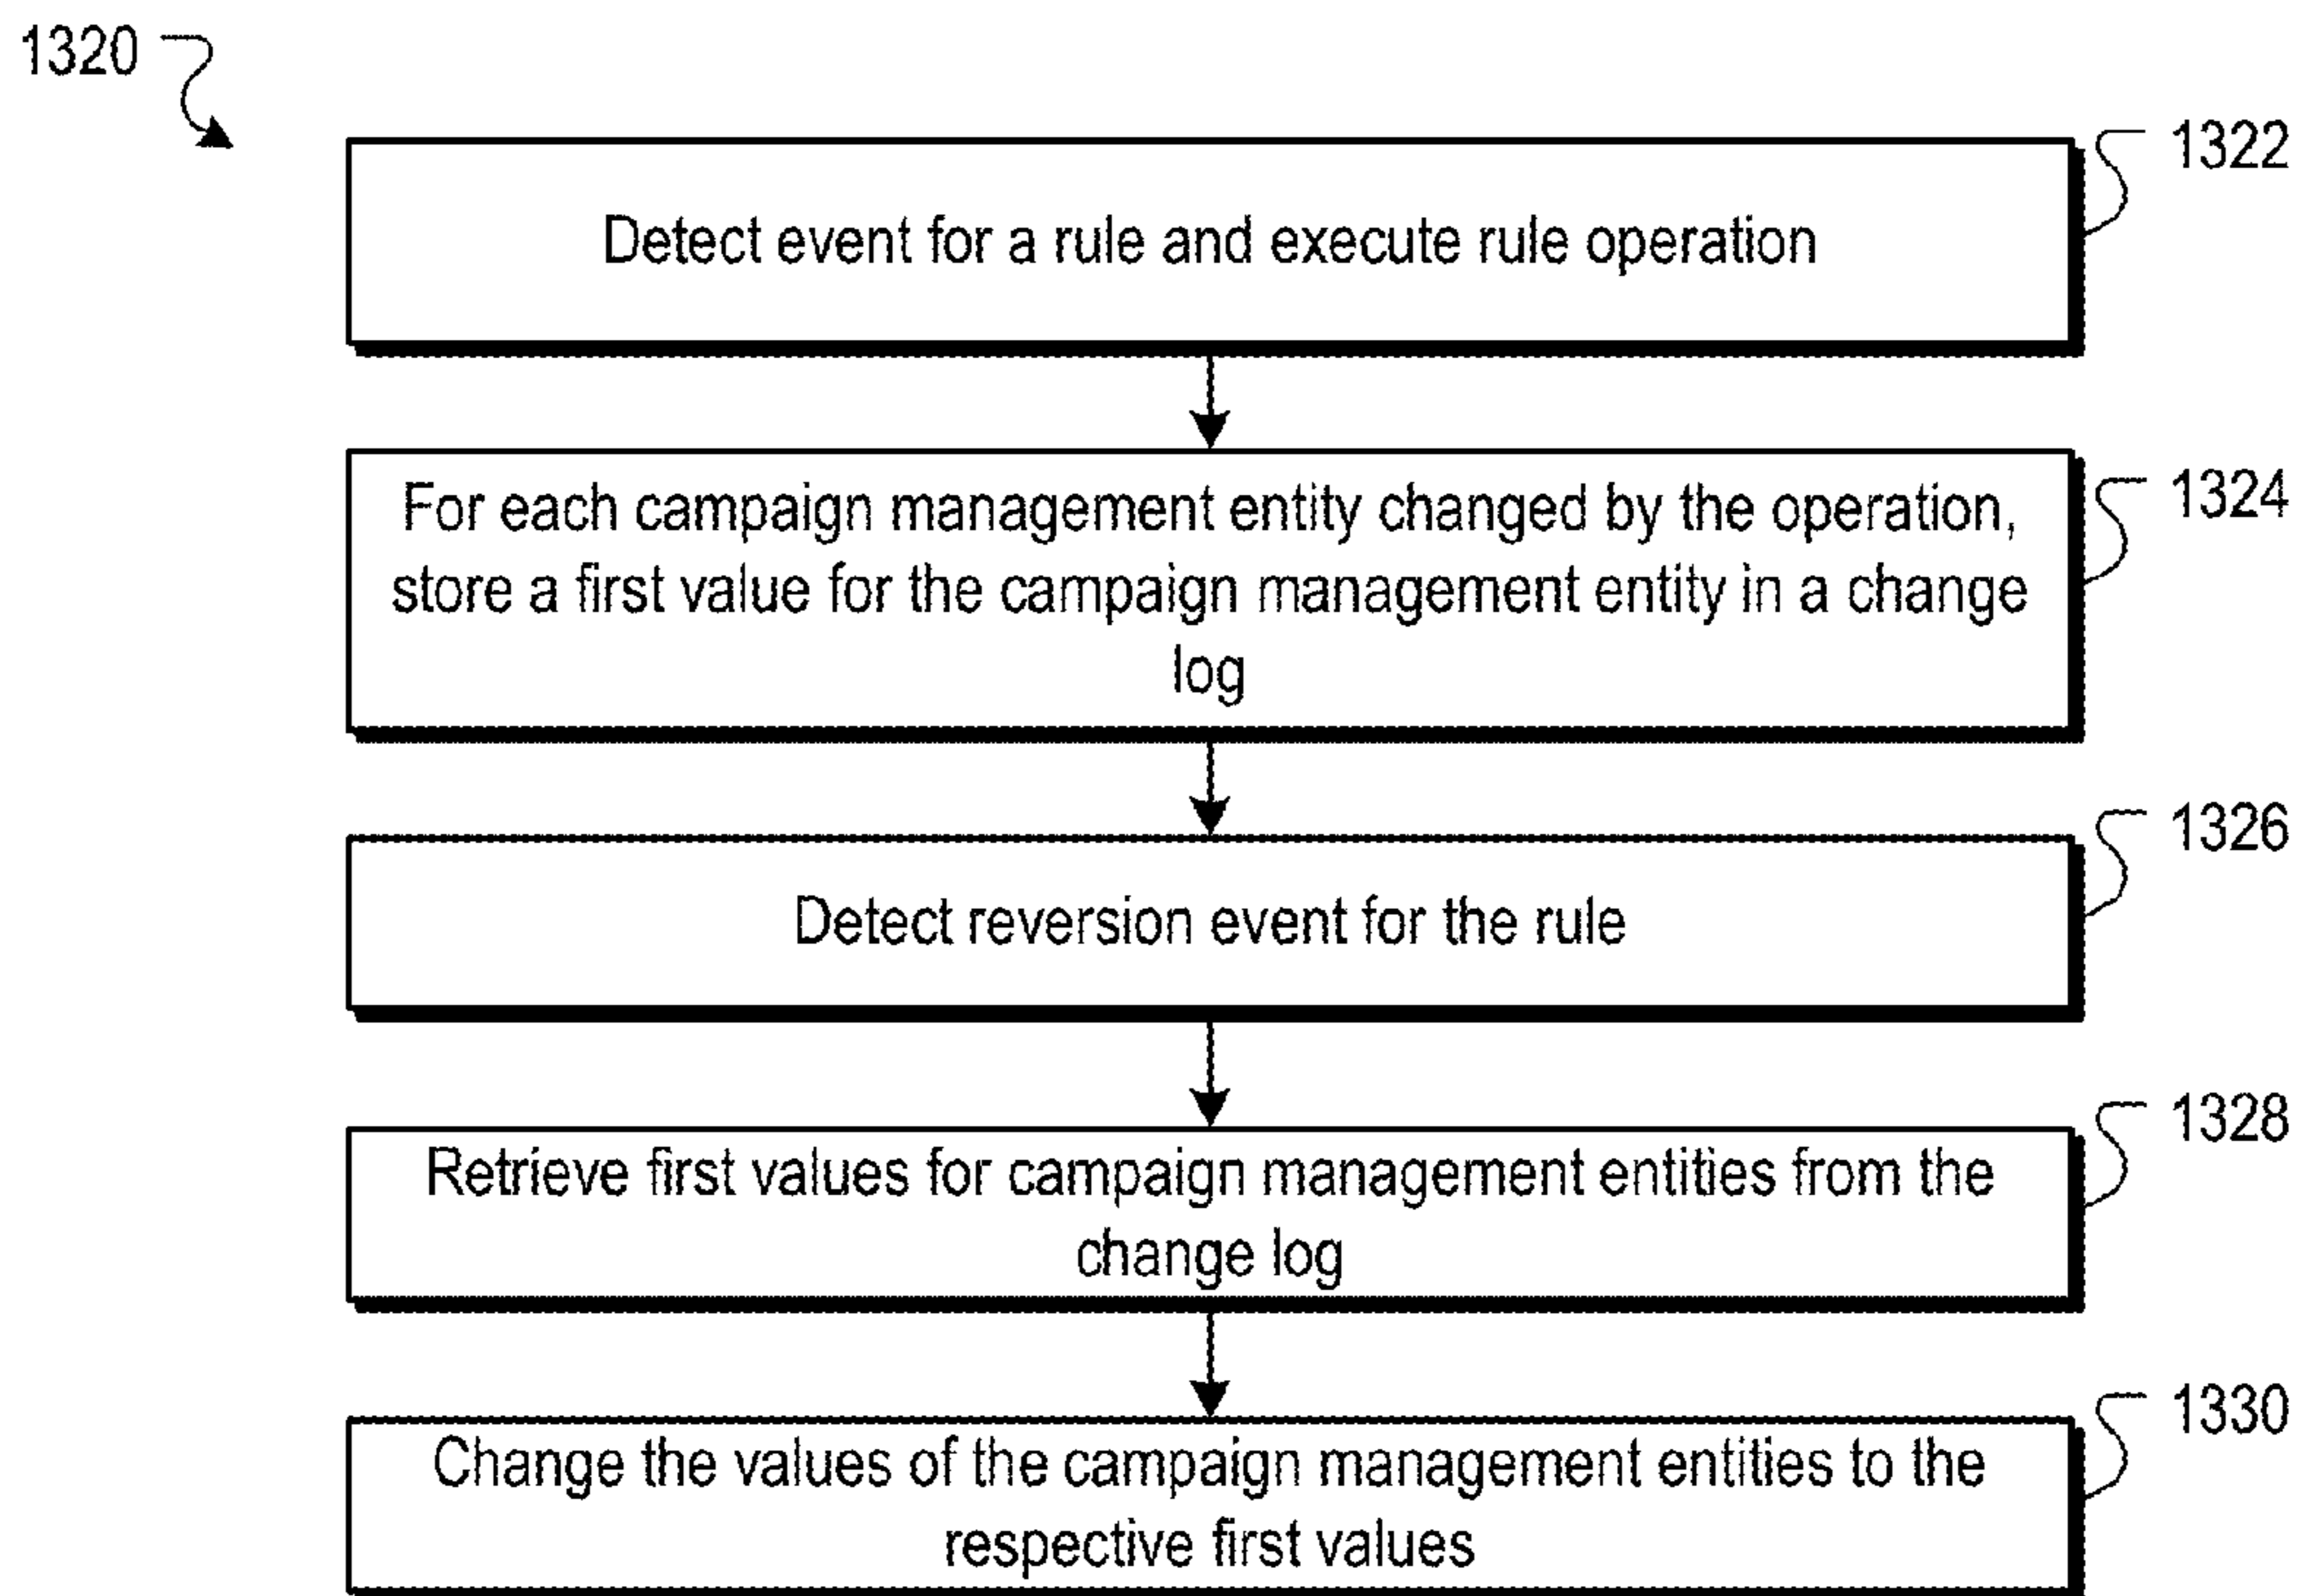 1320
1322
Detect event for a rule and execute rule operation
1324
For each campaign management entity changed by the operation,
store a first value for the campaign management entity in a change
log
1326
Detect reversion event for the rule
1328
Retrieve first values for campaign management entities from the
change log
1330
Change the values of the campaign management entities to the
respective first values